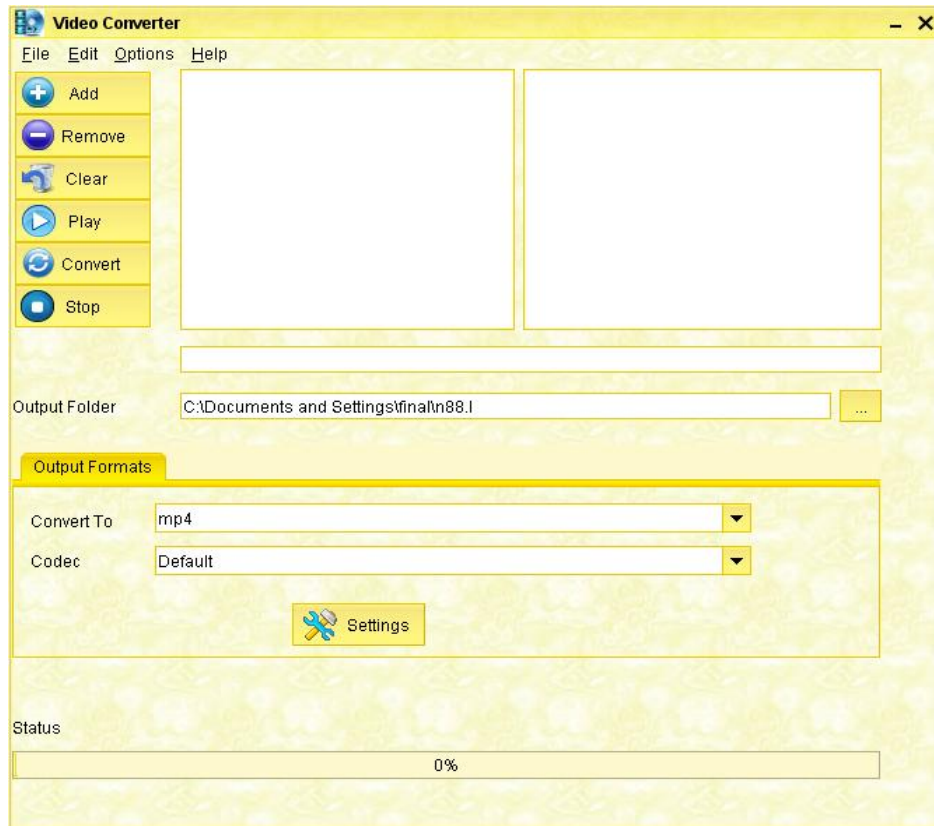 Video Converter
File Edit Options Help
Add
Remove
Clear
Play
Convert
Stop
Output Folder C:\Documents and Settings\final\n88.l ...
Output Formats
Convert To mp4
Codec Default
Settings
Status
0%